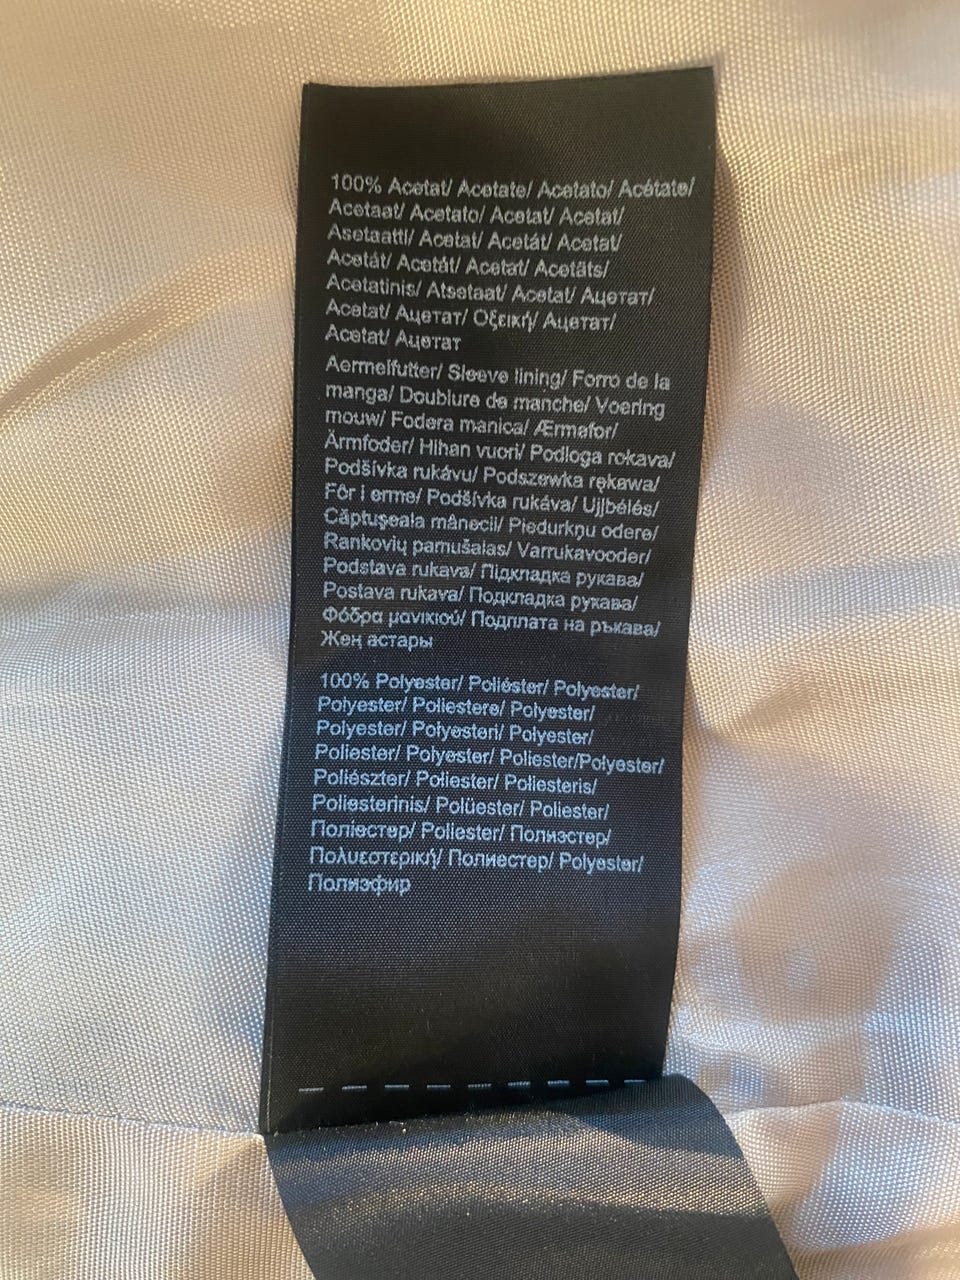 100% Acetat/ Acetate/ Acetato/ Acétate/
Acetaat/ Acetato/ Acetat/ Acetat/
Asetaatti/ Acetat/ Acetát/ Acetat/
Acetát/ Acetát/ Acetat/ Acetāts/
Acetatinis/ Atsetaat/ Acetat/ Ацетат/
Acetat/ Ацетат/ Οξεική/ Ацетат/
Acetat/ Ацетат
Aermelfutter/ Sleeve lining/ Forro de la
manga/ Doublure de manche/ Voering
mouw/ Fodera manica/ Ærmefor/
Ärmfoder/ Hihan vuori/ Podloga rokava/
Podšívka rukávu/ Podszewka rękawa/
Fôr i erme/ Podšívka rukáva/ Ujjbélés/
Căptuşeala mânecii/ Piedurkņu odere/
Rankovių pamušalas/ Varrukavooder/
Podstava rukava/ Підкладка рукава/
Postava rukava/ Подкладка рукава/
Φόδρα μανικιού/ Подплата на ръкава/
Жең астары
100% Polyester/ Poliéster/ Polyester/
Polyester/ Poliestere/ Polyester/
Polyester/ Polyesteri/ Polyester/
Poliester/ Polyester/ Poliester/Polyester/
Poliészter/ Poliester/ Poliesteris/
Poliesterinis/ Polüester/ Poliester/
Поліестер/ Poliester/ Полиэстер/
Πολυεστερική/ Полиестер/ Polyester/
Полиэфир